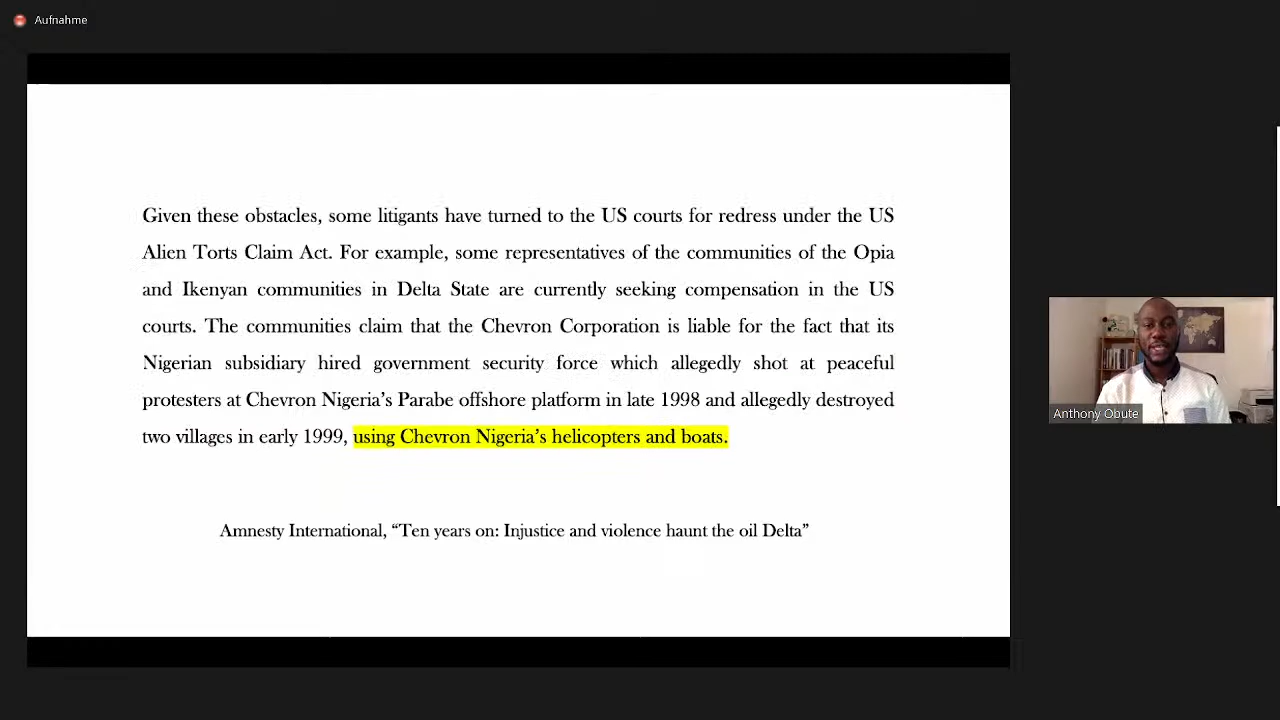 Aufnahme
Given these obstacles, some litigants have turned to the US courts for redress under the US
Alien Torts Claim Act. For example, some representatives of the communities of the Opia
and Ikenyan communities in Delta State are currently seeking compensation in the US
courts. The communities claim that the Chevron Corporation is liable for the fact that its
Nigerian subsidiary hired government security force which allegedly shot at peaceful
protesters at Chevron Nigeria's Parabe offshore platform in late 1998 and allegedly destroyed
two villages in early 1999, using Chevron Nigeria's helicopters and boats.
Amnesty International, “Ten years on: Injustice and violence haunt the oil Delta”
Anthony Obute